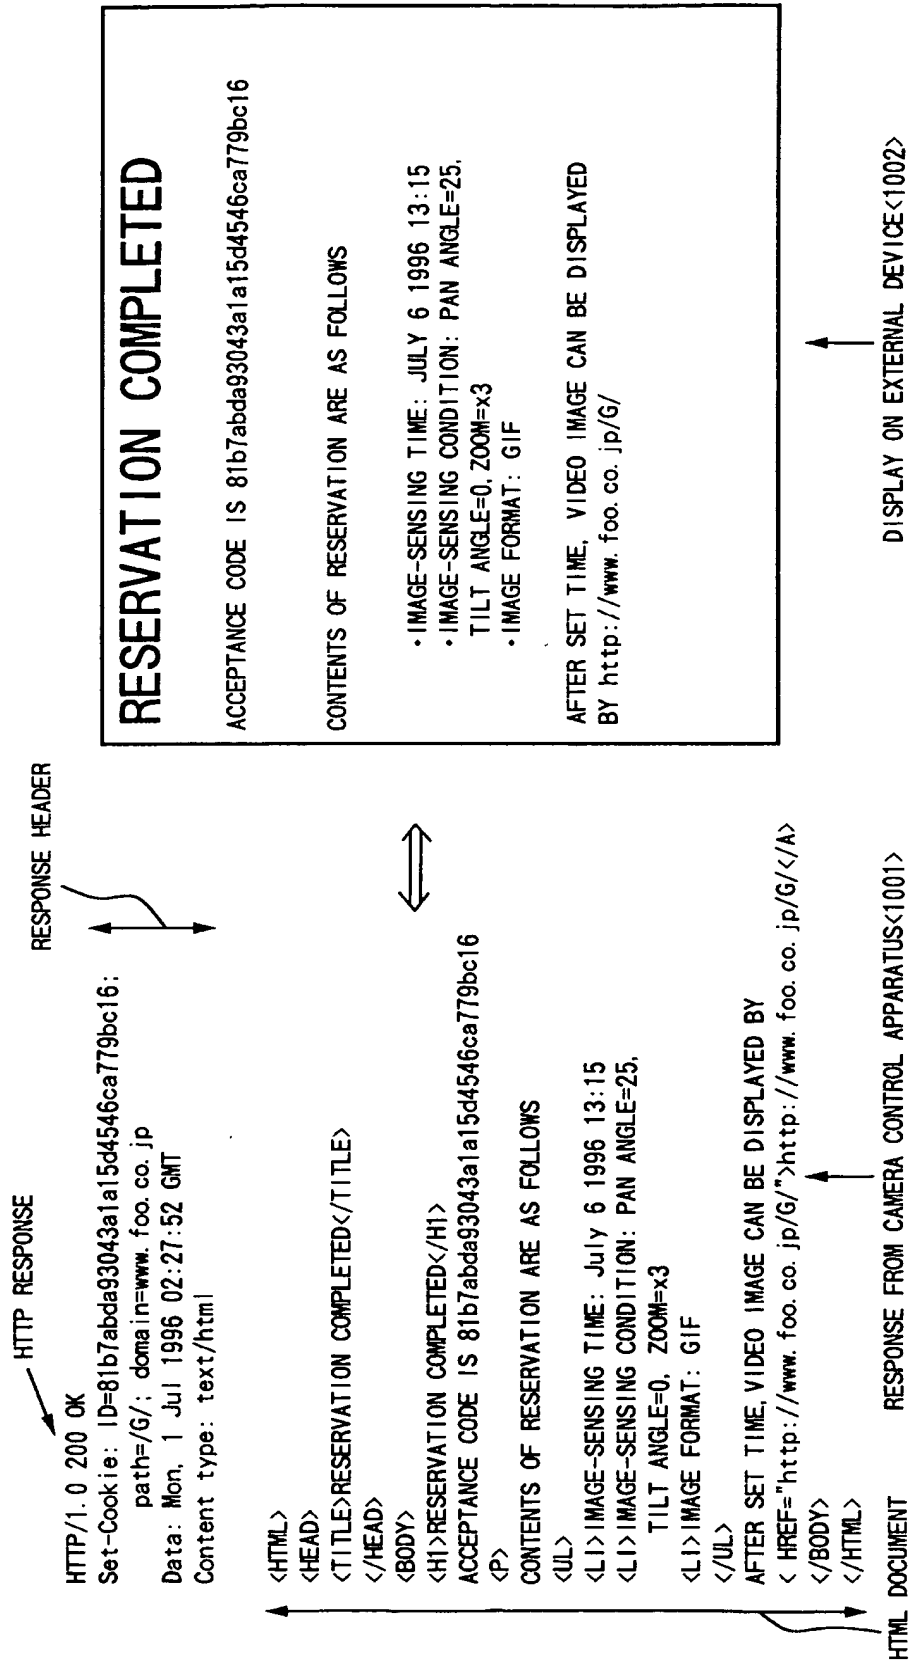 HTTP RESPONSE
RESPONSE HEADER
HTTP/1.0 200 OK
Set-Cookie: ID=81b7abda93043a1a15d4546ca779bc16:
path=/G/; domain=www.foo.co.jp
Data: Mon, 1 Jul 1996 02:27:52 GMT
Content type: text/html
<HTML>
<HEAD>
<TITLE>RESERVATION COMPLETED</TITLE>
</HEAD>
<BODY>
<H1>RESERVATION COMPLETED</H1>
ACCEPTANCE CODE IS 81b7abda93043a1a15d4546ca779bc16
<P>
CONTENTS OF RESERVATION ARE AS FOLLOWS
<UL>
<LI>IMAGE-SENSING TIME: July 6 1996 13:15
<LI>IMAGE-SENSING CONDITION: PAN ANGLE=25,
TILT ANGLE=0, ZOOM=x3
<LI>IMAGE FORMAT: GIF
</UL>
AFTER SET TIME, VIDEO IMAGE CAN BE DISPLAYED BY
< HREF="http://www.foo.co.jp/G/">http://www.foo.co.jp/G/</A>
</BODY>
</HTML>
HTML DOCUMENT
RESPONSE FROM CAMERA CONTROL APPARATUS<1001>
RESERVATION COMPLETED
ACCEPTANCE CODE IS 81b7abda93043a1a15d4546ca779bc16
CONTENTS OF RESERVATION ARE AS FOLLOWS
・IMAGE-SENSING TIME: JULY 6 1996 13:15
・IMAGE-SENSING CONDITION: PAN ANGLE=25,
TILT ANGLE=0, ZOOM=x3
・IMAGE FORMAT: GIF
AFTER SET TIME, VIDEO IMAGE CAN BE DISPLAYED
BY http://www.foo.co.jp/G/
DISPLAY ON EXTERNAL DEVICE<1002>